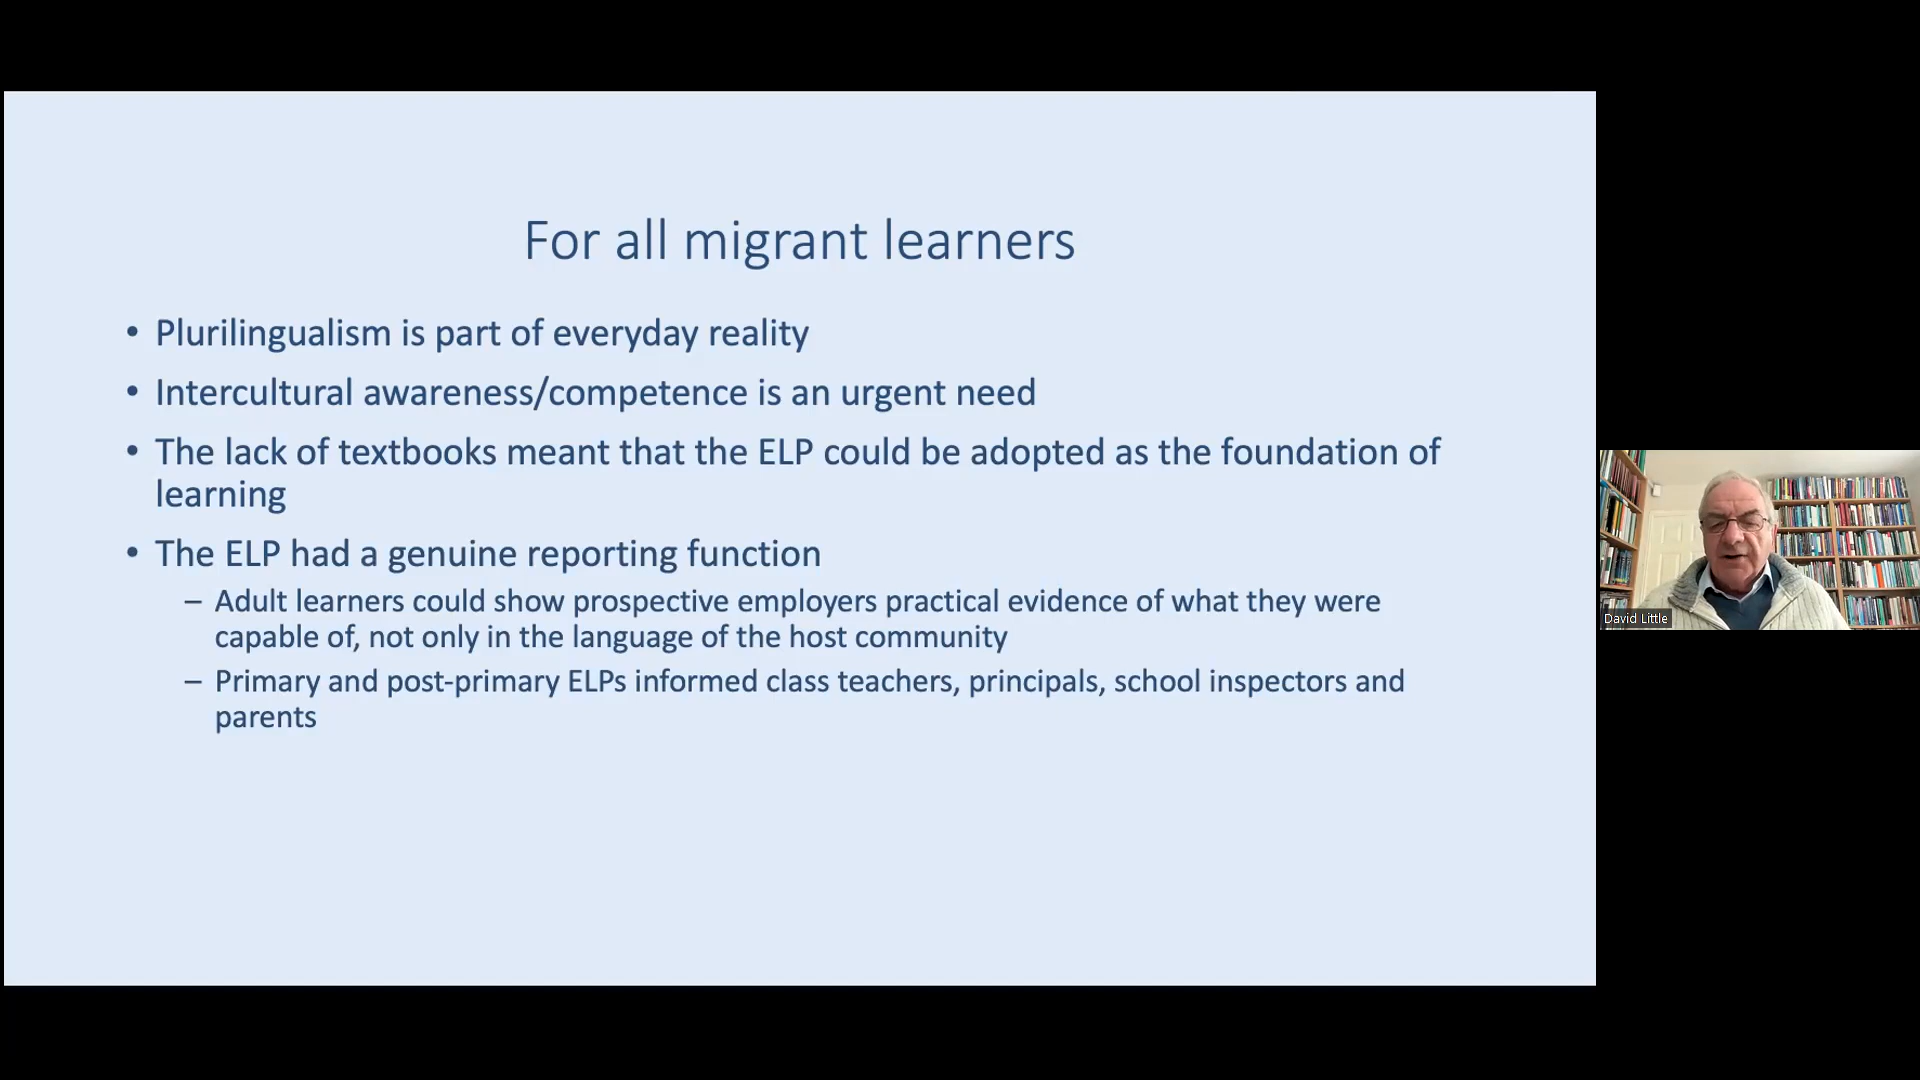 For all migrant learners
• Plurilingualism is part of everyday reality
• Intercultural awareness/competence is an urgent need
• The lack of textbooks meant that the ELP could be adopted as the foundation of
learning
• The ELP had a genuine reporting function
– Adult learners could show prospective employers practical evidence of what they were
capable of, not only in the language of the host community
– Primary and post-primary ELPs informed class teachers, principals, school inspectors and
parents
David Little